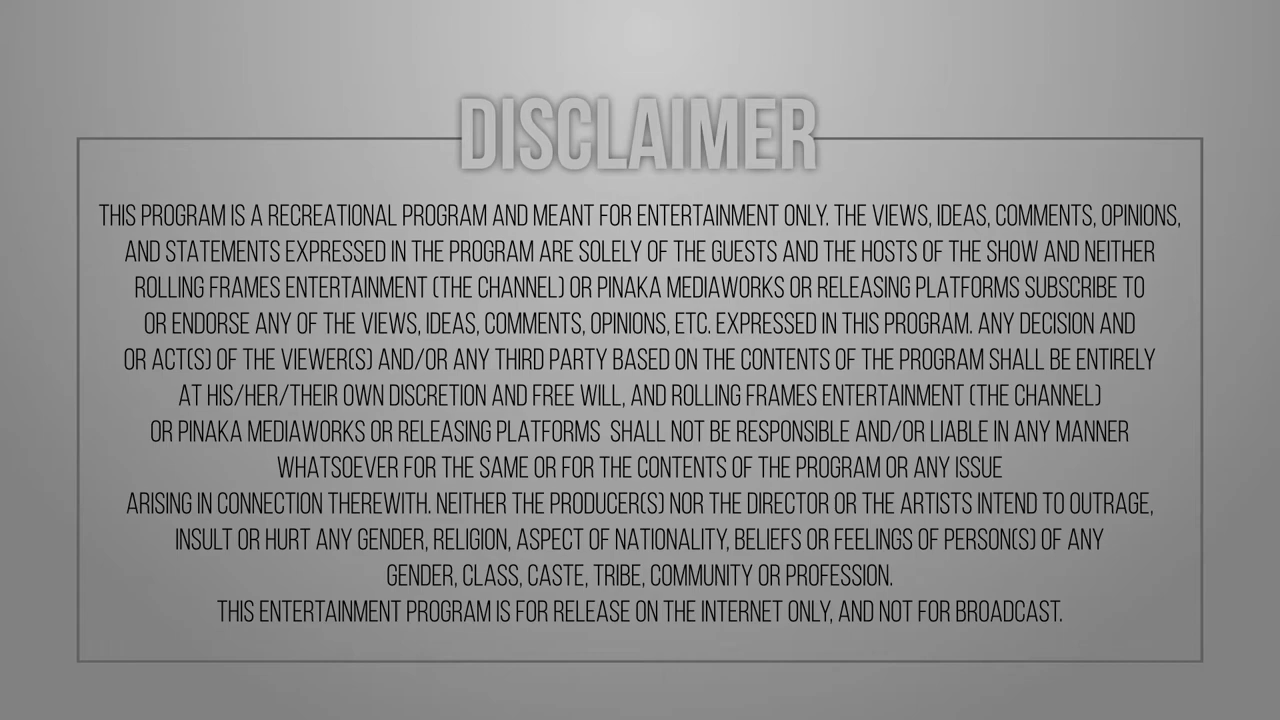 DISCLAIMER
THIS PROGRAM IS A RECREATIONAL PROGRAM AND MEANT FOR ENTERTAINMENT ONLY. THE VIEWS, IDEAS, COMMENTS, OPINIONS,
AND STATEMENTS EXPRESSED IN THE PROGRAM ARE SOLELY OF THE GUESTS AND THE HOSTS OF THE SHOW AND NEITHER
ROLLING FRAMES ENTERTAINMENT (THE CHANNEL) OR PINAKA MEDIAWORKS OR RELEASING PLATFORMS SUBSCRIBE TO
OR ENDORSE ANY OF THE VIEWS, IDEAS, COMMENTS, OPINIONS, ETC. EXPRESSED IN THIS PROGRAM. ANY DECISION AND
OR ACT(S) OF THE VIEWER(S) AND/OR ANY THIRD PARTY BASED ON THE CONTENTS OF THE PROGRAM SHALL BE ENTIRELY
AT HIS/HER/THEIR OWN DISCRETION AND FREE WILL, AND ROLLING FRAMES ENTERTAINMENT (THE CHANNEL)
OR PINAKA MEDIAWORKS OR RELEASING PLATFORMS SHALL NOT BE RESPONSIBLE AND/OR LIABLE IN ANY MANNER
WHATSOEVER FOR THE SAME OR FOR THE CONTENTS OF THE PROGRAM OR ANY ISSUE
ARISING IN CONNECTION THEREWITH. NEITHER THE PRODUCER(S) NOR THE DIRECTOR OR THE ARTISTS INTEND TO OUTRAGE,
INSULT OR HURT ANY GENDER, RELIGION, ASPECT OF NATIONALITY, BELIEFS OR FEELINGS OF PERSON(S) OF ANY
GENDER, CLASS, CASTE, TRIBE, COMMUNITY OR PROFESSION.
THIS ENTERTAINMENT PROGRAM IS FOR RELEASE ON THE INTERNET ONLY, AND NOT FOR BROADCAST.